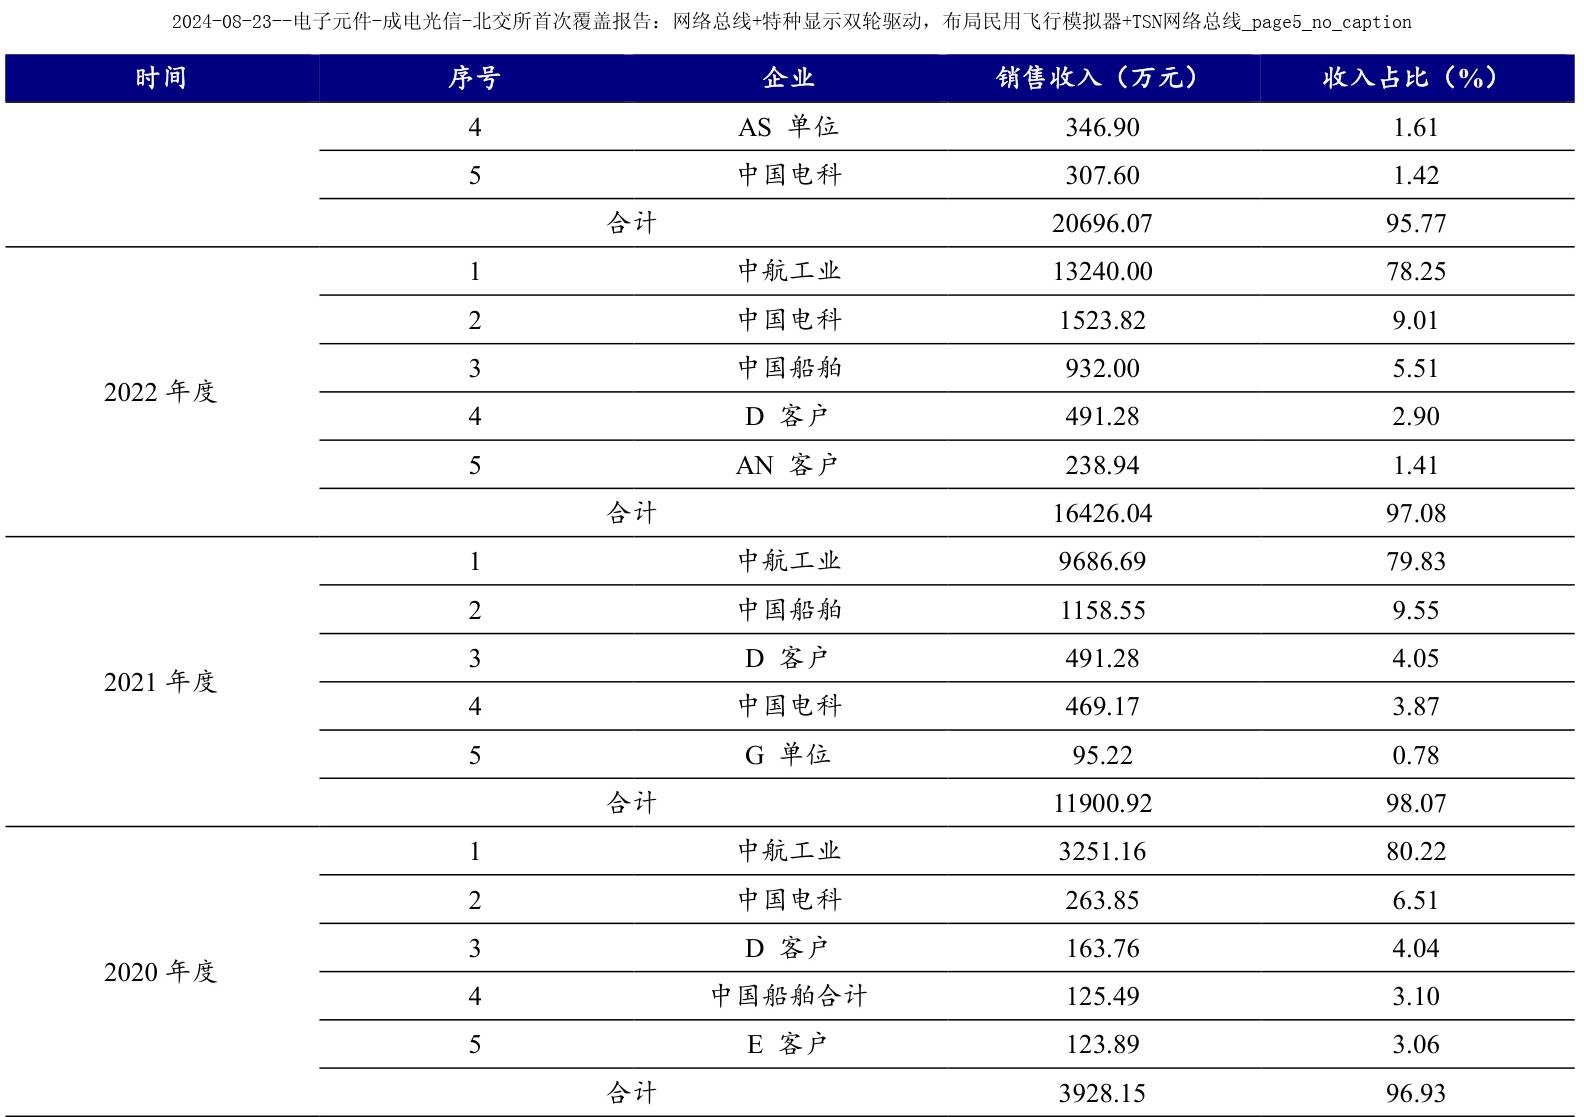 2024-08-23--电子元件-成电光信-北交所首次覆盖报告：网络总线+特种显示双轮驱动，布局民用飞行模拟器+TSN网络总线_page5_no_caption
时间 序号 企业 销售收入（万元） 收入占比（%）
4 AS 单位 346.90 1.61
5 中国电科 307.60 1.42
合计 20696.07 95.77
2022 年度
1 中航工业 13240.00 78.25
2 中国电科 1523.82 9.01
3 中国船舶 932.00 5.51
4 D 客户 491.28 2.90
5 AN 客户 238.94 1.41
合计 16426.04 97.08
2021 年度
1 中航工业 9686.69 79.83
2 中国船舶 1158.55 9.55
3 D 客户 491.28 4.05
4 中国电科 469.17 3.87
5 G 单位 95.22 0.78
合计 11900.92 98.07
2020 年度
1 中航工业 3251.16 80.22
2 中国电科 263.85 6.51
3 D 客户 163.76 4.04
4 中国船舶合计 125.49 3.10
5 E 客户 123.89 3.06
合计 3928.15 96.93